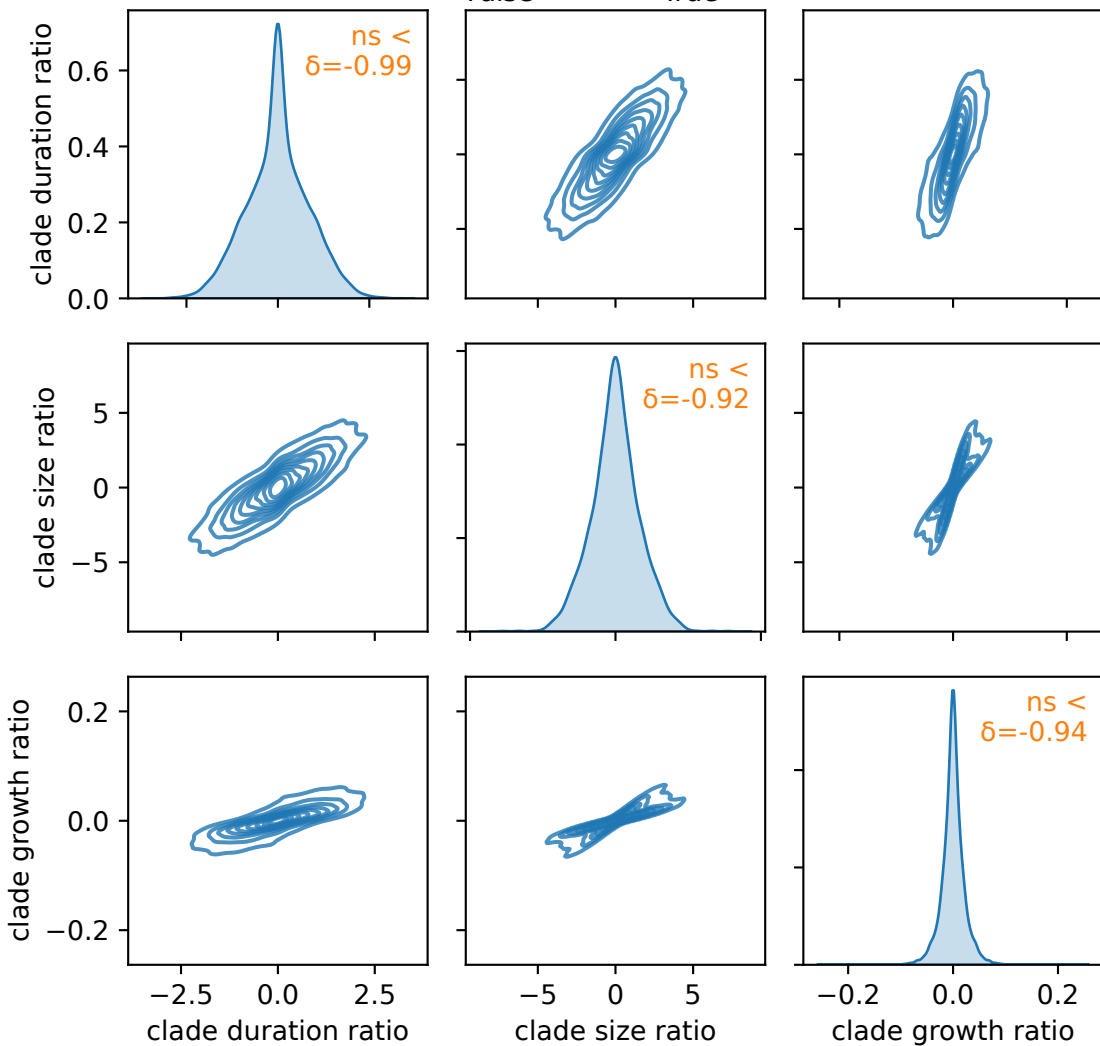 clade duration ratio
0.6
0.4
0.2
0.0
ns <
δ=-0.99
clade size ratio
5
0
−5
ns <
δ=-0.92
clade growth ratio
0.2
0.0
−0.2
ns <
δ=-0.94
−2.5 0.0 2.5
−5 0 5
−0.2 0.0 0.2
clade duration ratio
clade size ratio
clade growth ratio